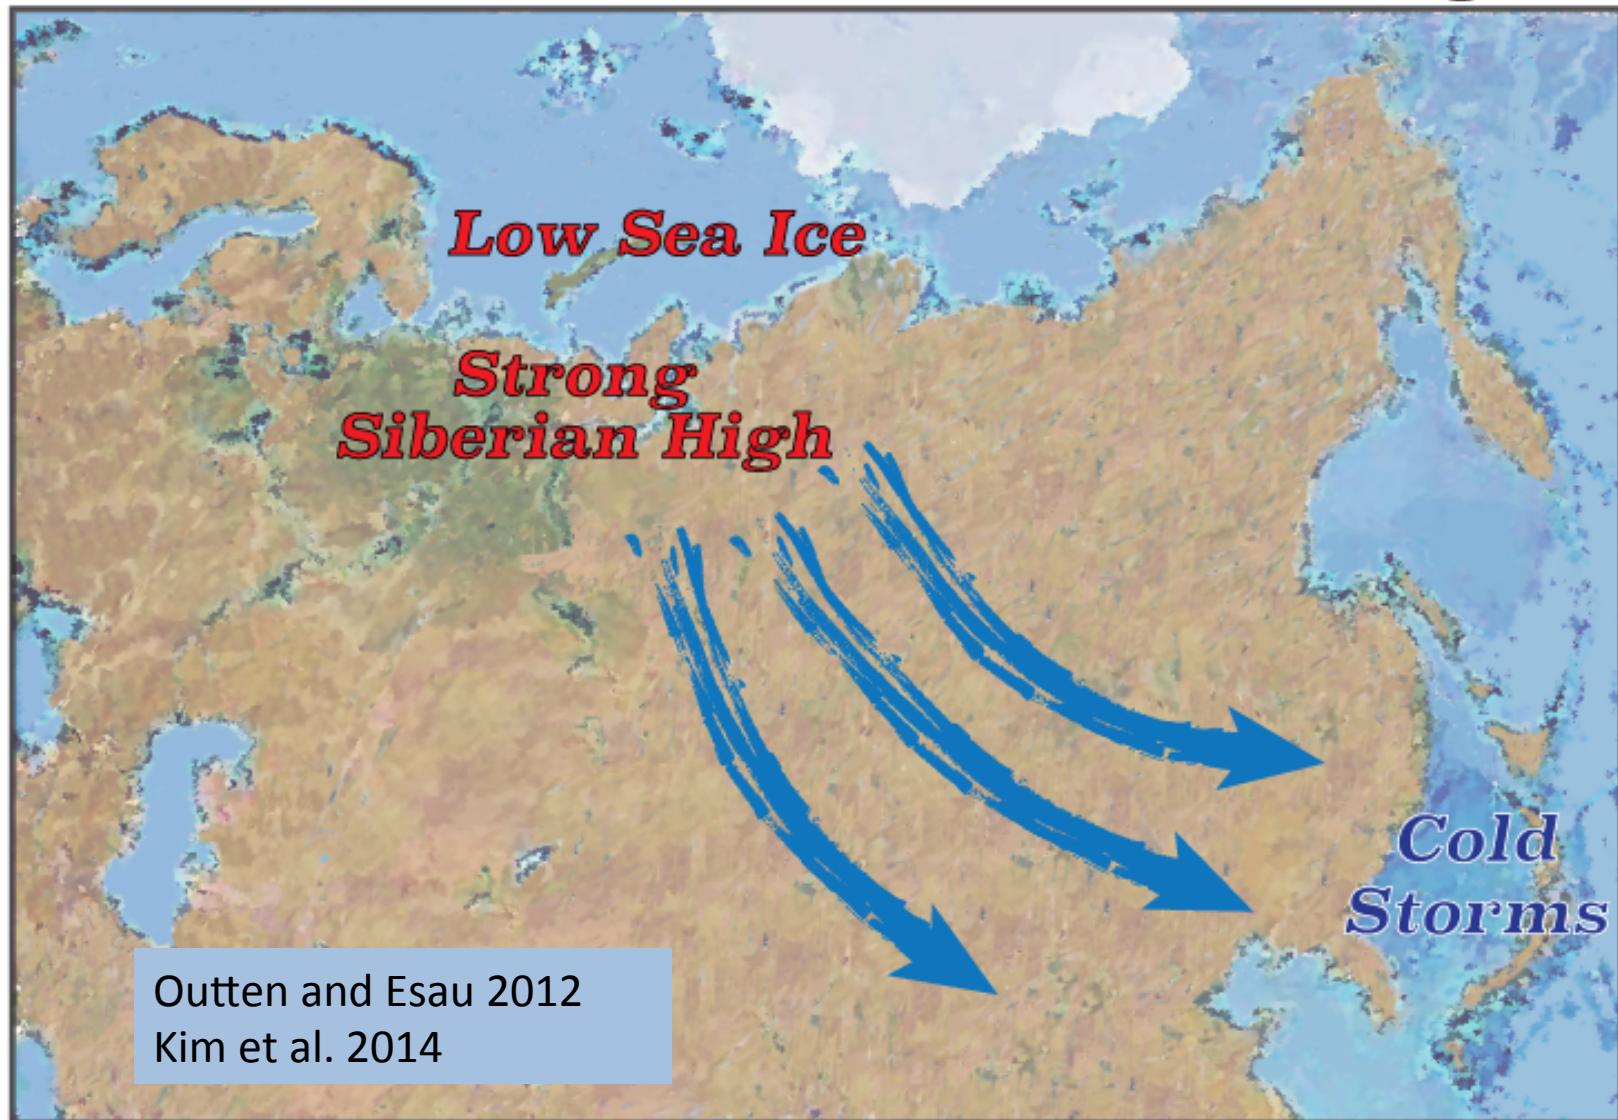 Low Sea Ice
Strong
Siberian High
Cold
Storms
Outten and Esau 2012
Kim et al. 2014